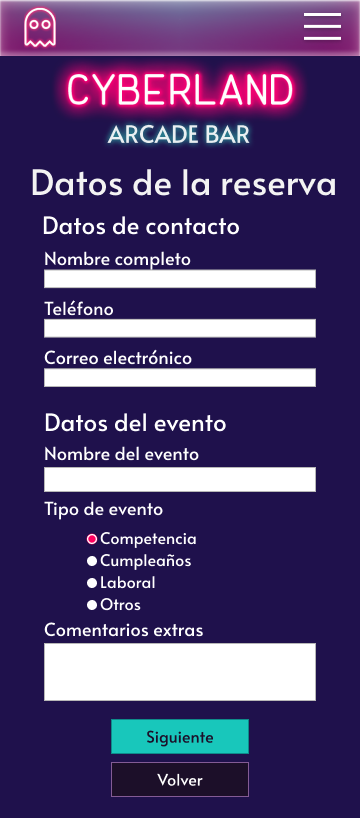 CYBERLAND
ARCADE BAR
Datos de la reserva
Datos de contacto
Nombre completo
Teléfono
Correo electrónico
Datos del evento
Nombre del evento
Tipo de evento
Competencia
Cumpleaños
Laboral
Otros
Comentarios extras
Siguiente
Volver